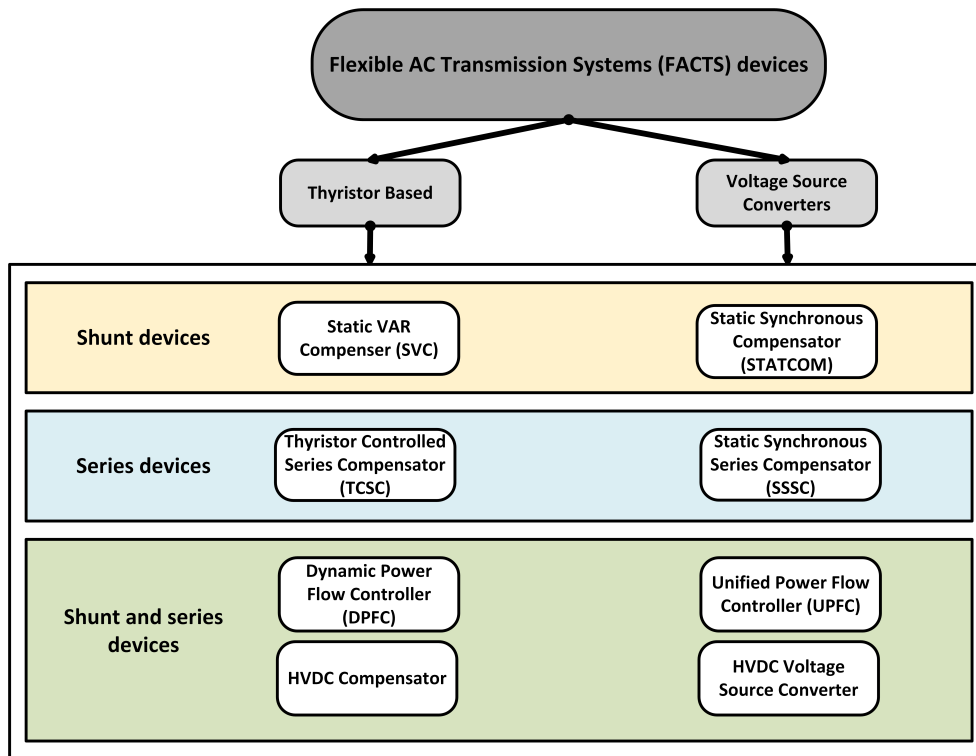 Flexible AC Transmission Systems (FACTS) devices
Thyristor Based
Voltage Source
Converters
Shunt devices
Static VAR
Compenser (SVC)
Static Synchronous
Compensator
(STATCOM)
Series devices
Thyristor Controlled
Series Compensator
(TCSC)
Static Synchronous
Series Compensator
(SSSC)
Shunt and series
devices
Dynamic Power
Flow Controller
(DPFC)
Unified Power Flow
Controller (UPFC)
HVDC Compensator
HVDC Voltage
Source Converter